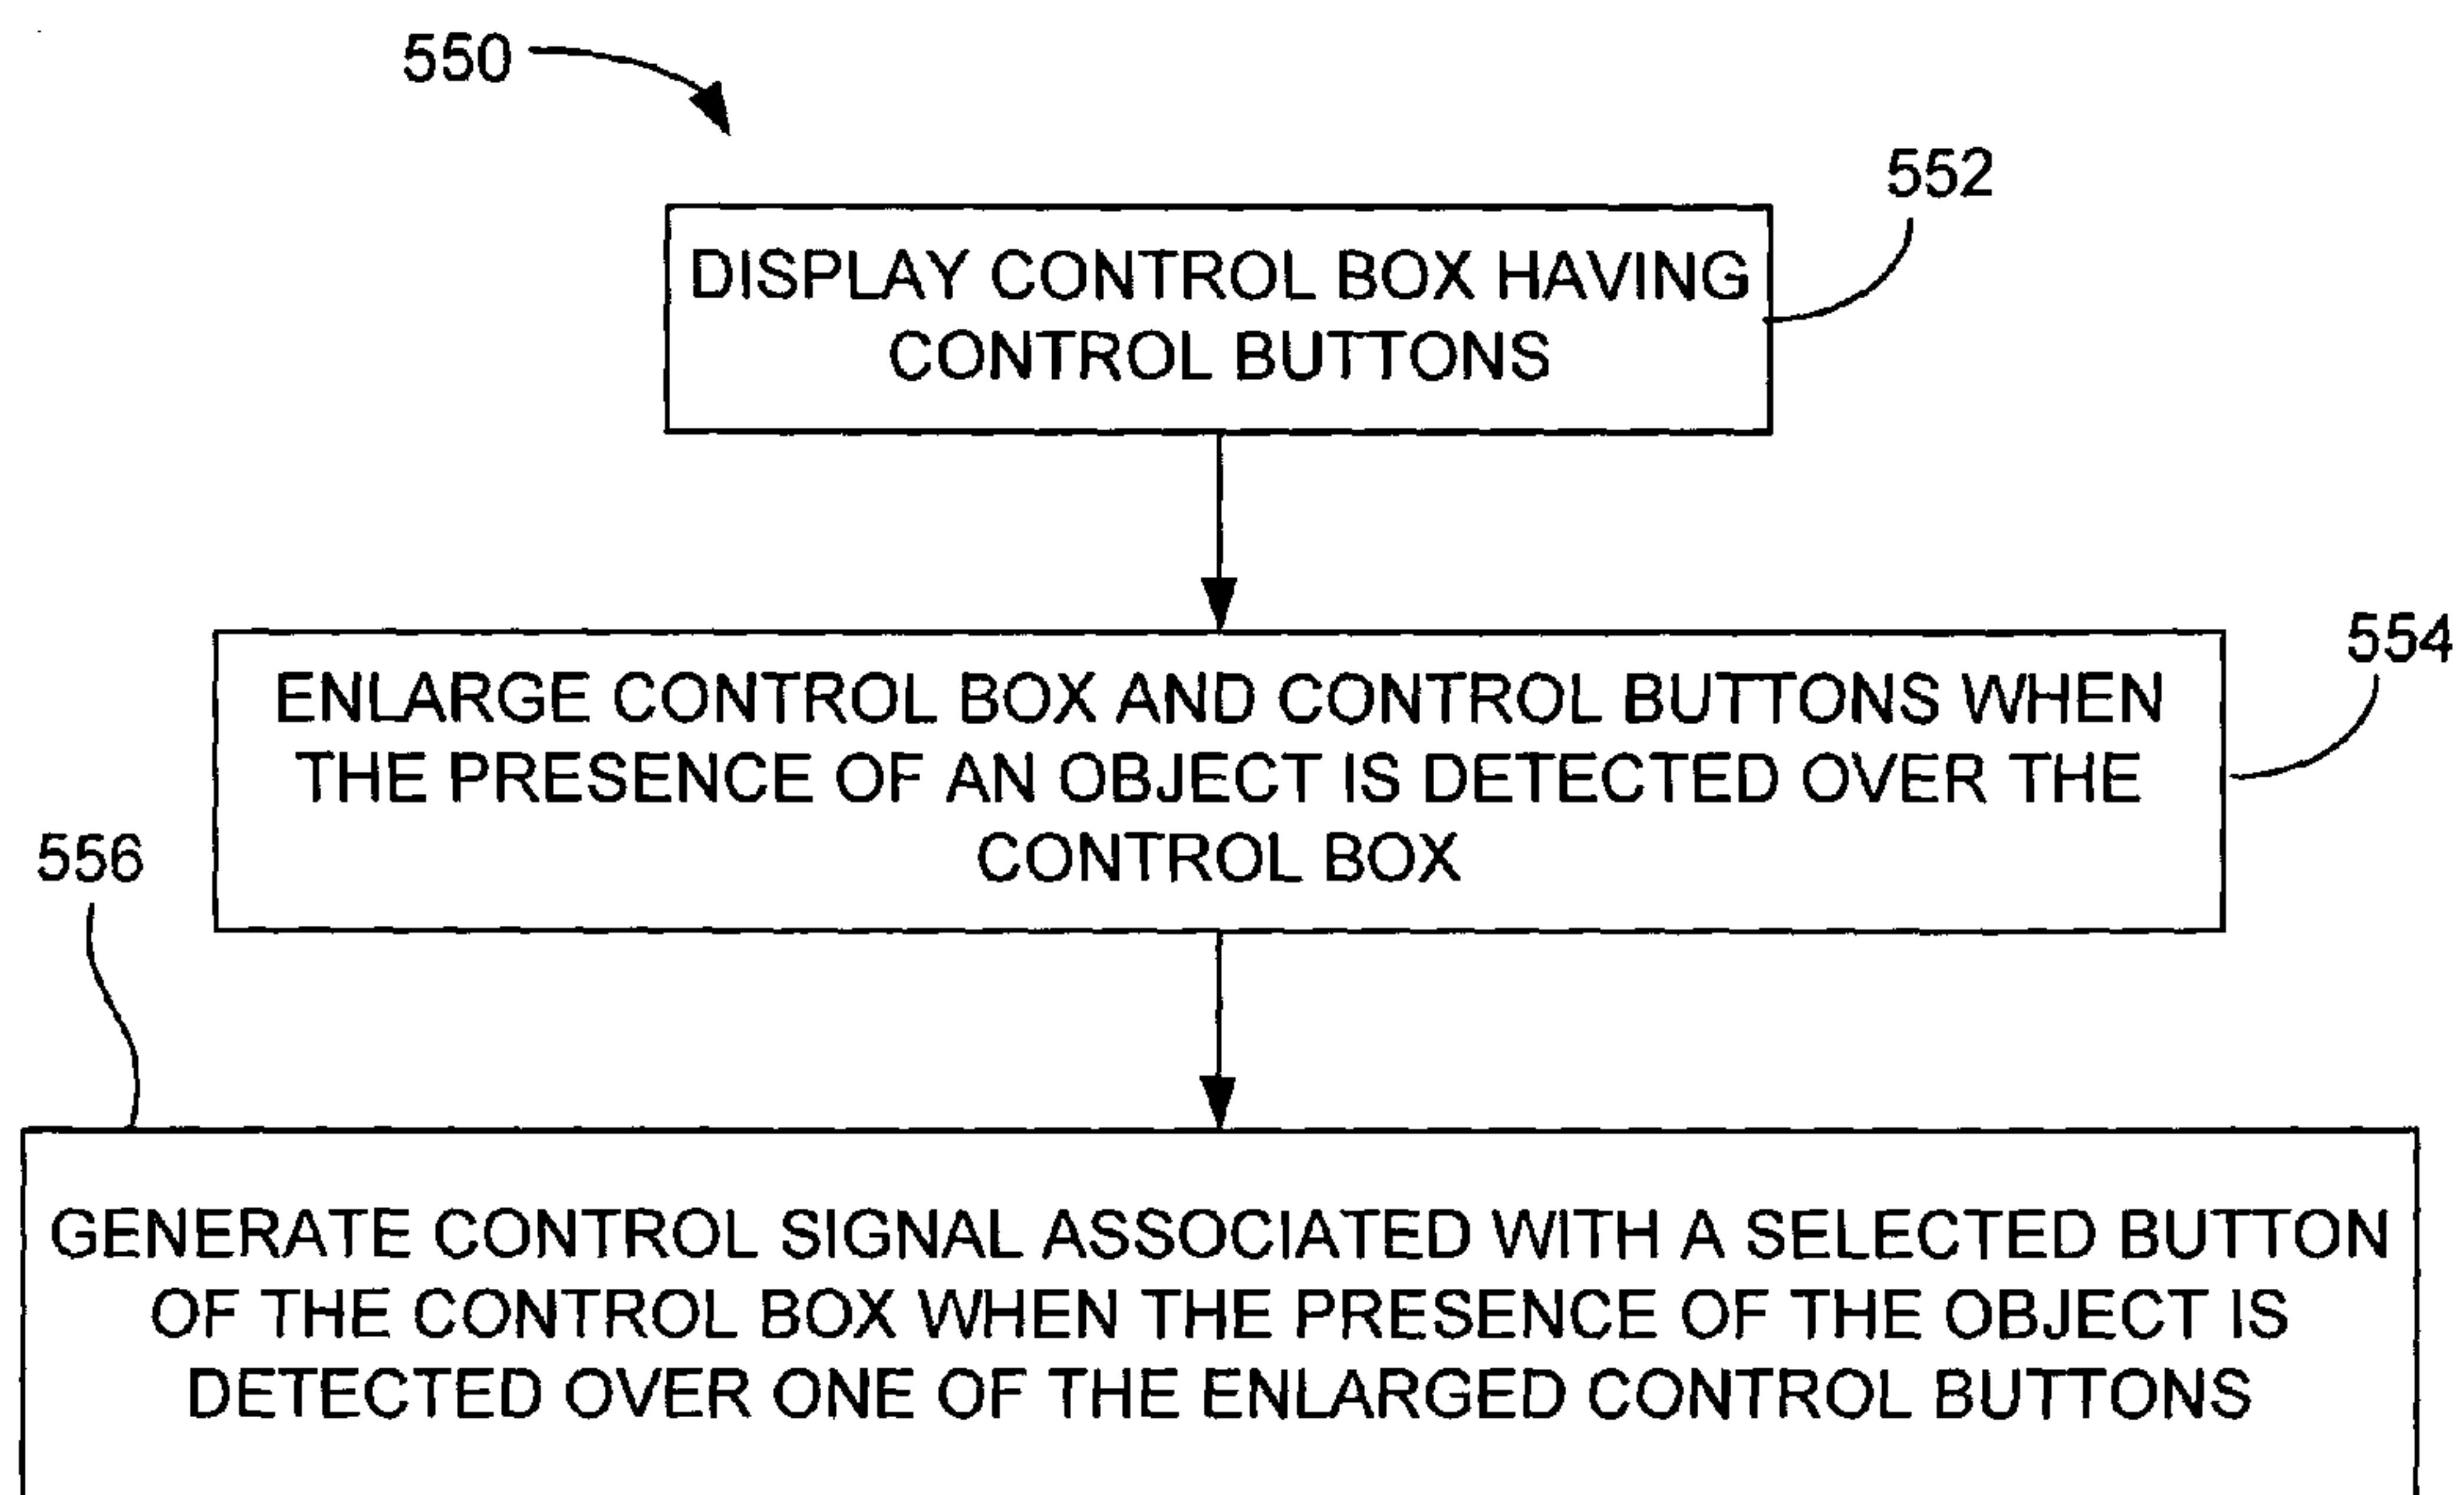 550
552
DISPLAY CONTROL BOX HAVING
CONTROL BUTTONS
554
ENLARGE CONTROL BOX AND CONTROL BUTTONS WHEN
THE PRESENCE OF AN OBJECT IS DETECTED OVER THE
CONTROL BOX
556
GENERATE CONTROL SIGNAL ASSOCIATED WITH A SELECTED BUTTON
OF THE CONTROL BOX WHEN THE PRESENCE OF THE OBJECT IS
DETECTED OVER ONE OF THE ENLARGED CONTROL BUTTONS